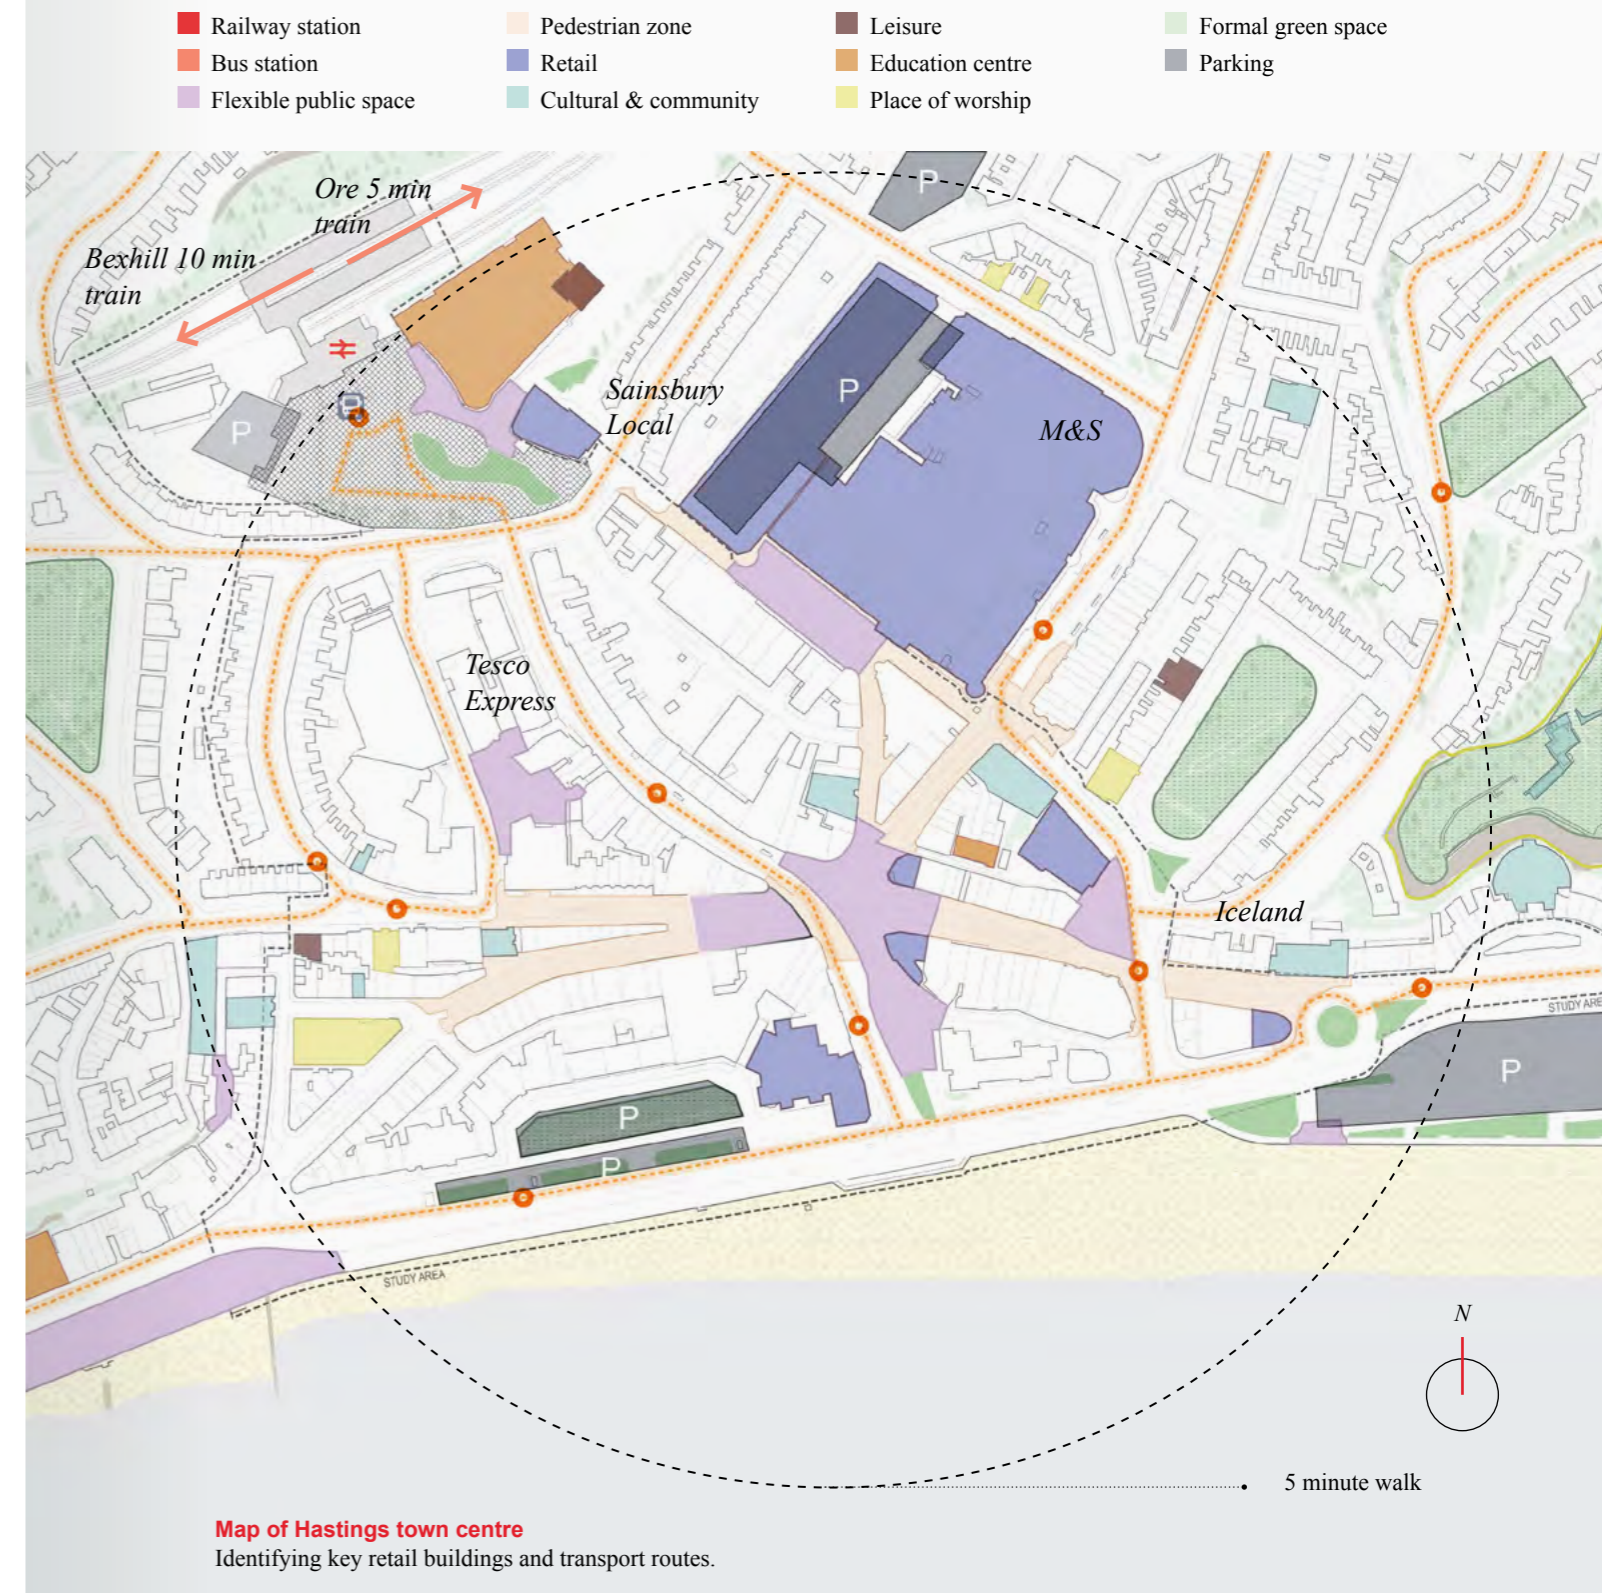 Railway station
Pedestrian zone
Leisure
Formal green space
Bus station
Retail
Education centre
Parking
Flexible public space
Cultural & community
Place of worship
P
Ore 5 min
train
Bexhill 10 min
train
Sainsbury
Local
P
M&S
P
Tesco
Express
Iceland
STUDY ARE
P
P
P
STUDY AREA
N
5 minute walk
Map of Hastings town centre
Identifying key retail buildings and transport routes.